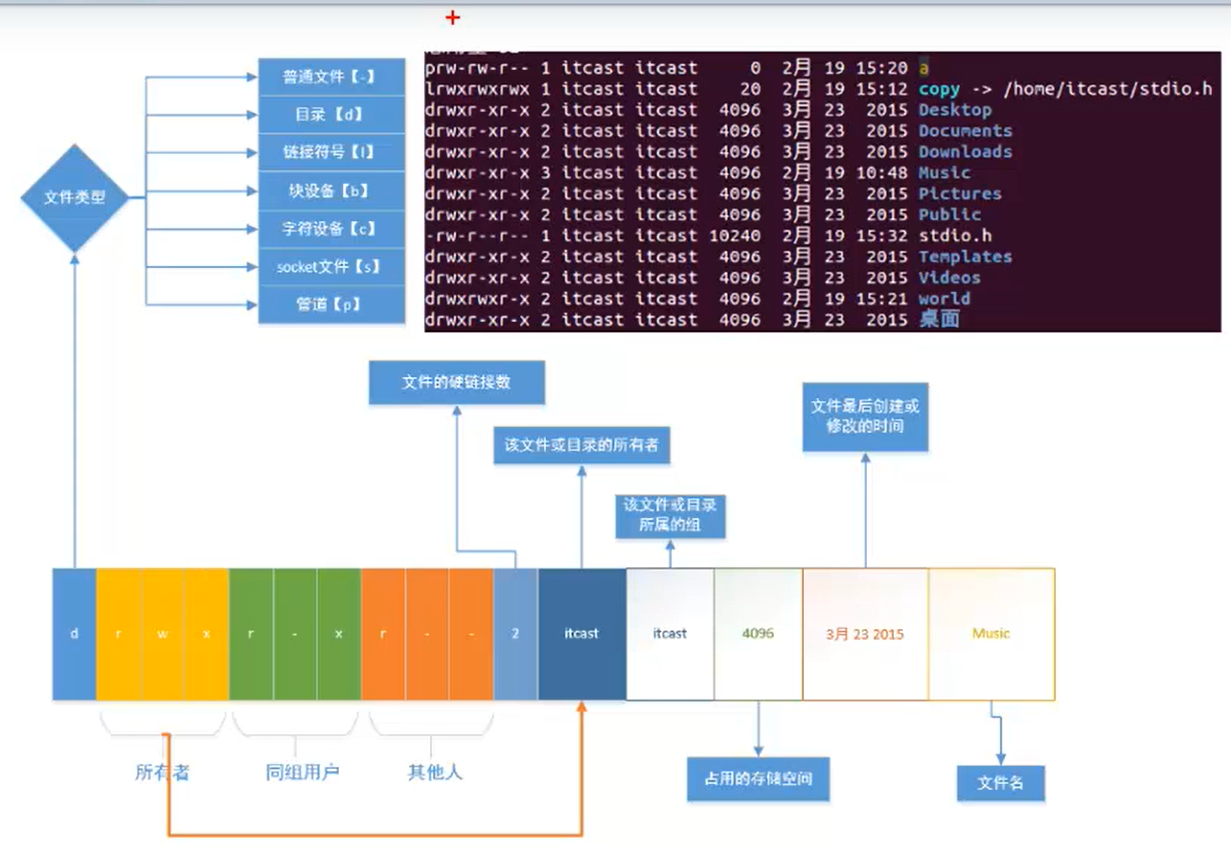 普通文件【-】
目录【d】
链接符号【l】
块设备【b】
字符设备【c】
socket文件【s】
管道【p】
文件类型
prw-rw-r-- 1 itcast itcast 0 2月 19 15:20 a
lrwxrwxrwx 1 itcast itcast 20 2月 19 15:12 copy -> /home/itcast/stdio.h
drwxr-xr-x 2 itcast itcast 4096 3月 23 2015 Desktop
drwxr-xr-x 2 itcast itcast 4096 3月 23 2015 Documents
drwxr-xr-x 2 itcast itcast 4096 3月 23 2015 Downloads
drwxr-xr-x 3 itcast itcast 4096 2月 19 10:48 Music
drwxr-xr-x 2 itcast itcast 4096 3月 23 2015 Pictures
drwxr-xr-x 2 itcast itcast 4096 3月 23 2015 Public
-rw-r--r-- 1 itcast itcast 10240 2月 19 15:32 stdio.h
drwxr-xr-x 2 itcast itcast 4096 3月 23 2015 Templates
drwxr-xr-x 2 itcast itcast 4096 3月 23 2015 Videos
drwxrwxr-x 2 itcast itcast 4096 2月 19 15:21 world
drwxr-xr-x 2 itcast itcast 4096 3月 23 2015 桌面
文件的硬链接数
该文件或目录的所有者
该文件或目录
所属的组
文件最后创建或
修改的时间
d r w x r - x r - - 2 itcast itcast 4096 3月 23 2015 Music
所有者 同组用户 其他人
占用的存储空间
文件名